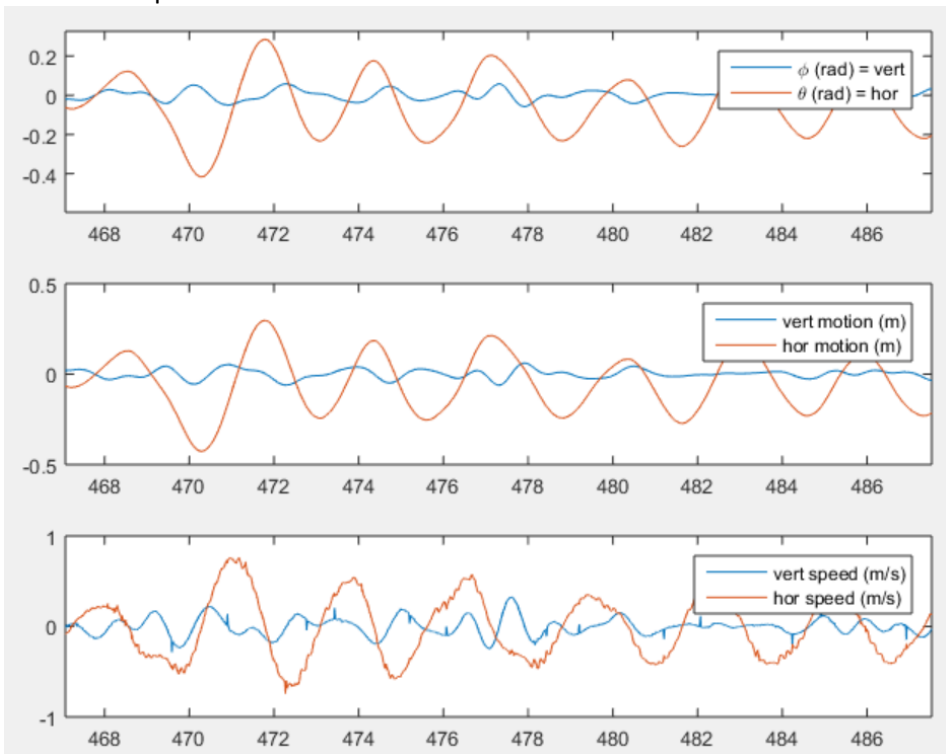 0.2
0
-0.2
-0.4
ϕ (rad) = vert
θ (rad) = hor
468 470 472 474 476 478 480 482 484 486
0.5
0
-0.5
vert motion (m)
hor motion (m)
468 470 472 474 476 478 480 482 484 486
1
0
-1
vert speed (m/s)
hor speed (m/s)
468 470 472 474 476 478 480 482 484 486